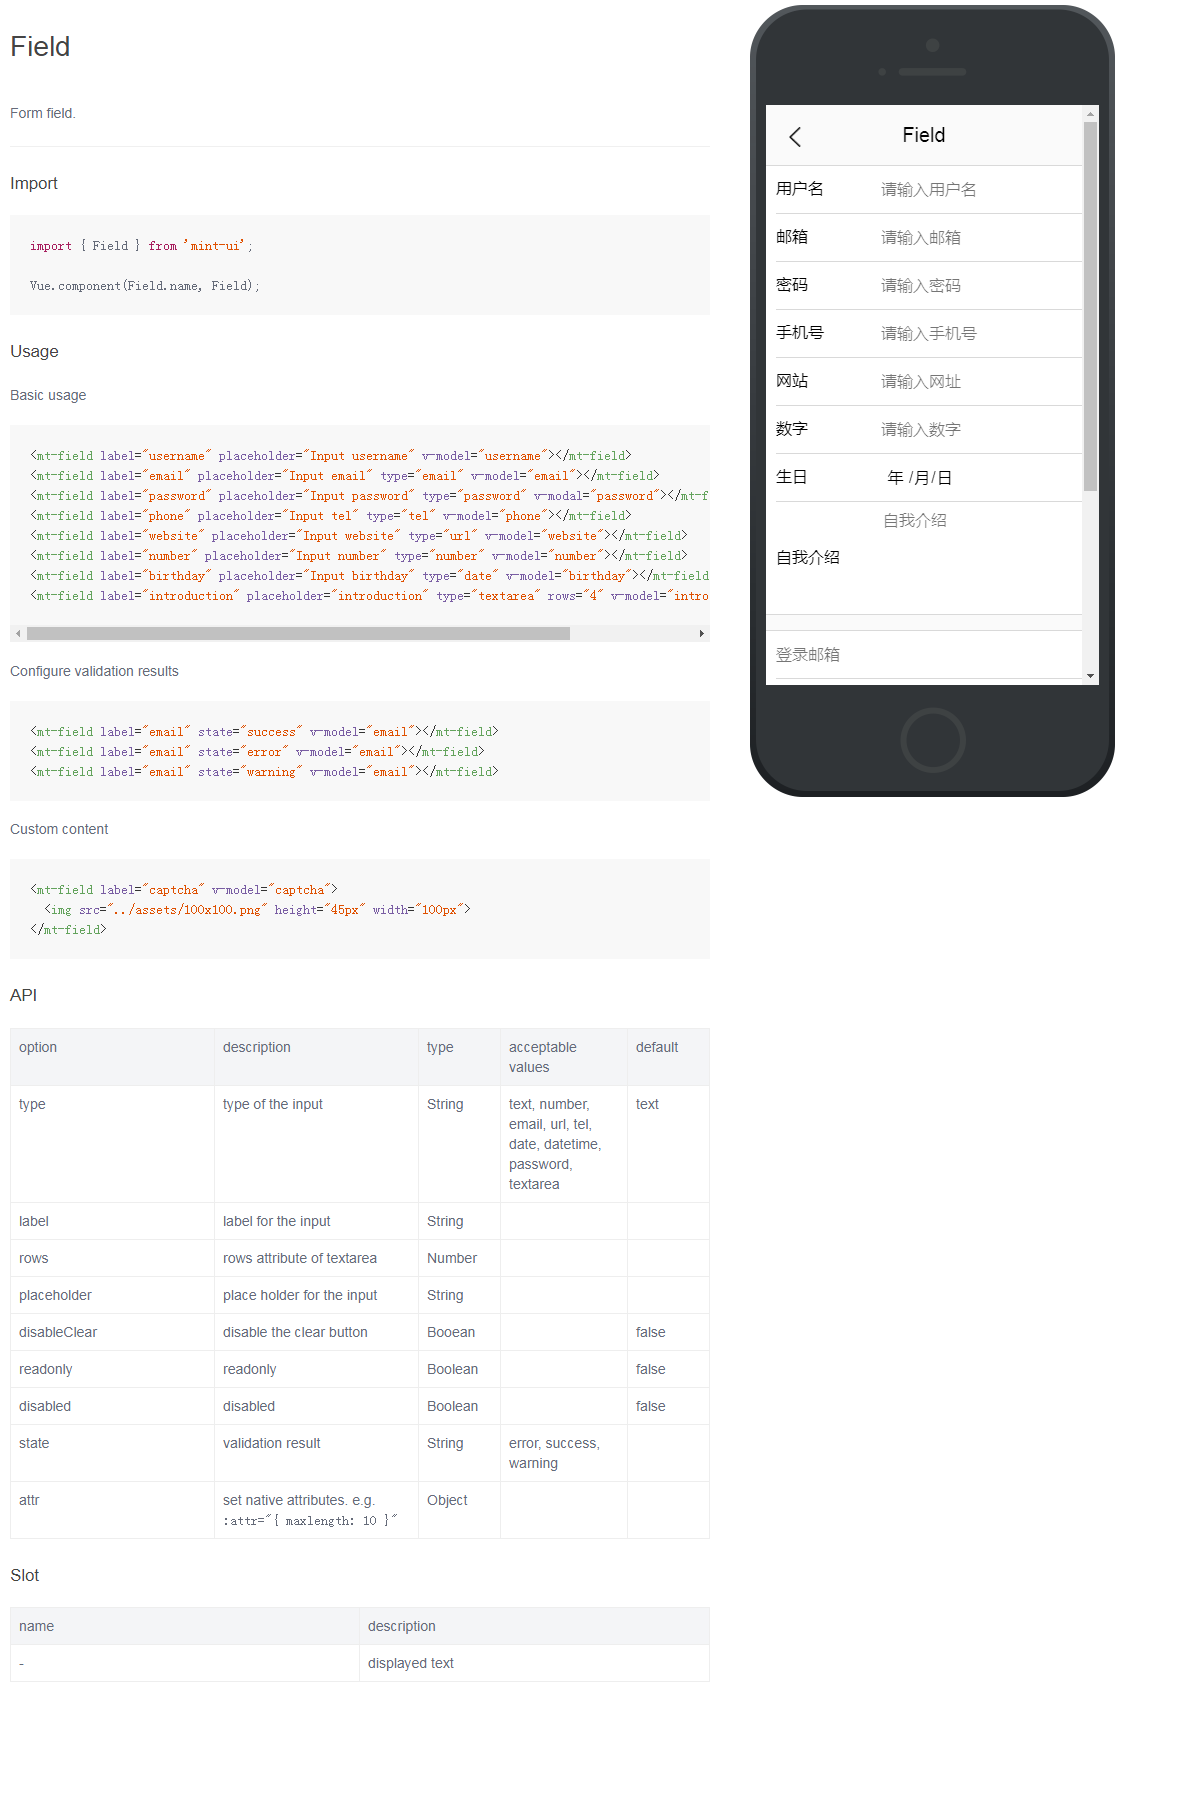 Field
Form field.
Import
import { Field } from 'mint-ui';
Vue.component(Field.name, Field);
Usage
Basic usage
<mt-field label="username" placeholder="Input username" v-model="username"></mt-field>
<mt-field label="email" placeholder="Input email" type="email" v-model="email"></mt-field>
<mt-field label="password" placeholder="Input password" type="password" v-modal="password"></mt-f
<mt-field label="phone" placeholder="Input tel" type="tel" v-model="phone"></mt-field>
<mt-field label="website" placeholder="Input website" type="url" v-model="website"></mt-field>
<mt-field label="number" placeholder="Input number" type="number" v-model="number"></mt-field>
<mt-field label="birthday" placeholder="Input birthday" type="date" v-model="birthday"></mt-field
<mt-field label="introduction" placeholder="introduction" type="textarea" rows="4" v-model="intro
Configure validation results
<mt-field label="email" state="success" v-model="email"></mt-field>
<mt-field label="email" state="error" v-model="email"></mt-field>
<mt-field label="email" state="warning" v-model="email"></mt-field>
Custom content
<mt-field label="captcha" v-model="captcha">
<img src="../assets/100x100.png" height="45px" width="100px">
</mt-field>
API
option description type acceptable values default
type type of the input String text, number, email, url, tel, date, datetime, password, textarea text
label label for the input String
rows rows attribute of textarea Number
placeholder place holder for the input String
disableClear disable the clear button Booean false
readonly readonly Boolean false
disabled disabled Boolean false
state validation result String error, success, warning
attr set native attributes. e.g. :attr="{ maxlength: 10 }" Object
Slot
name description
- displayed text
Field
用户名 请输入用户名
邮箱 请输入邮箱
密码 请输入密码
手机号 请输入手机号
网站 请输入网址
数字 请输入数字
生日 年 /月/日
自我介绍
自我介绍
登录邮箱